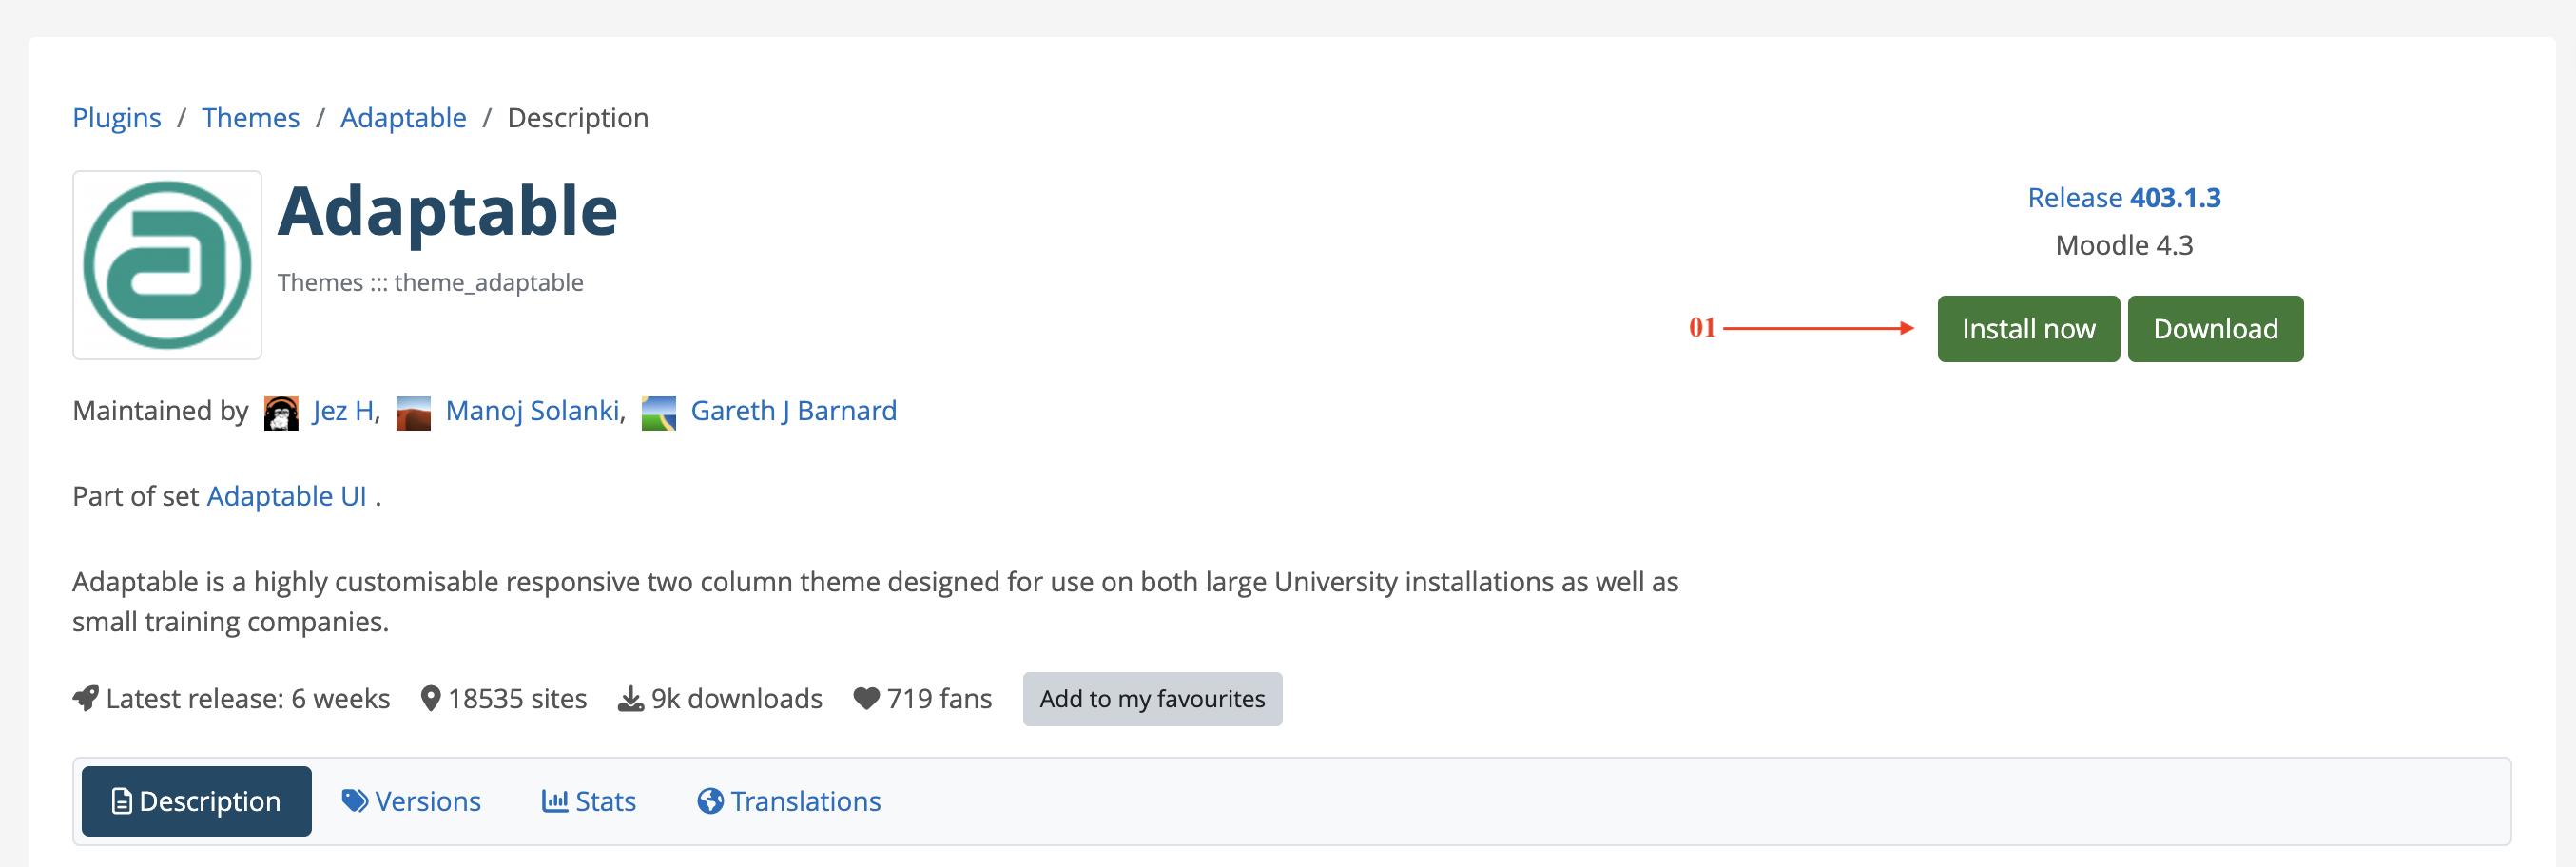 Plugins / Themes / Adaptable / Description
Adaptable
Themes ::: theme_adaptable
Release 403.1.3
Moodle 4.3
01
Install now
Download
Maintained by Jez H, Manoj Solanki, Gareth J Barnard
Part of set Adaptable UI .
Adaptable is a highly customisable responsive two column theme designed for use on both large University installations as well as
small training companies.
Latest release: 6 weeks 18535 sites 9k downloads 719 fans Add to my favourites
Description Versions Stats Translations